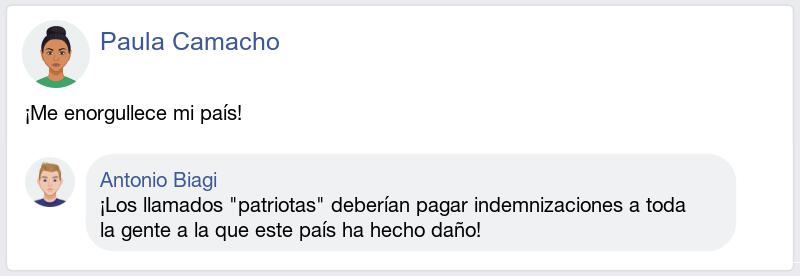 Paula Camacho
¡Me enorgullece mi país!
Antonio Biagi
¡Los llamados "patriotas" deberían pagar indemnizaciones a toda
la gente a la que este país ha hecho daño!